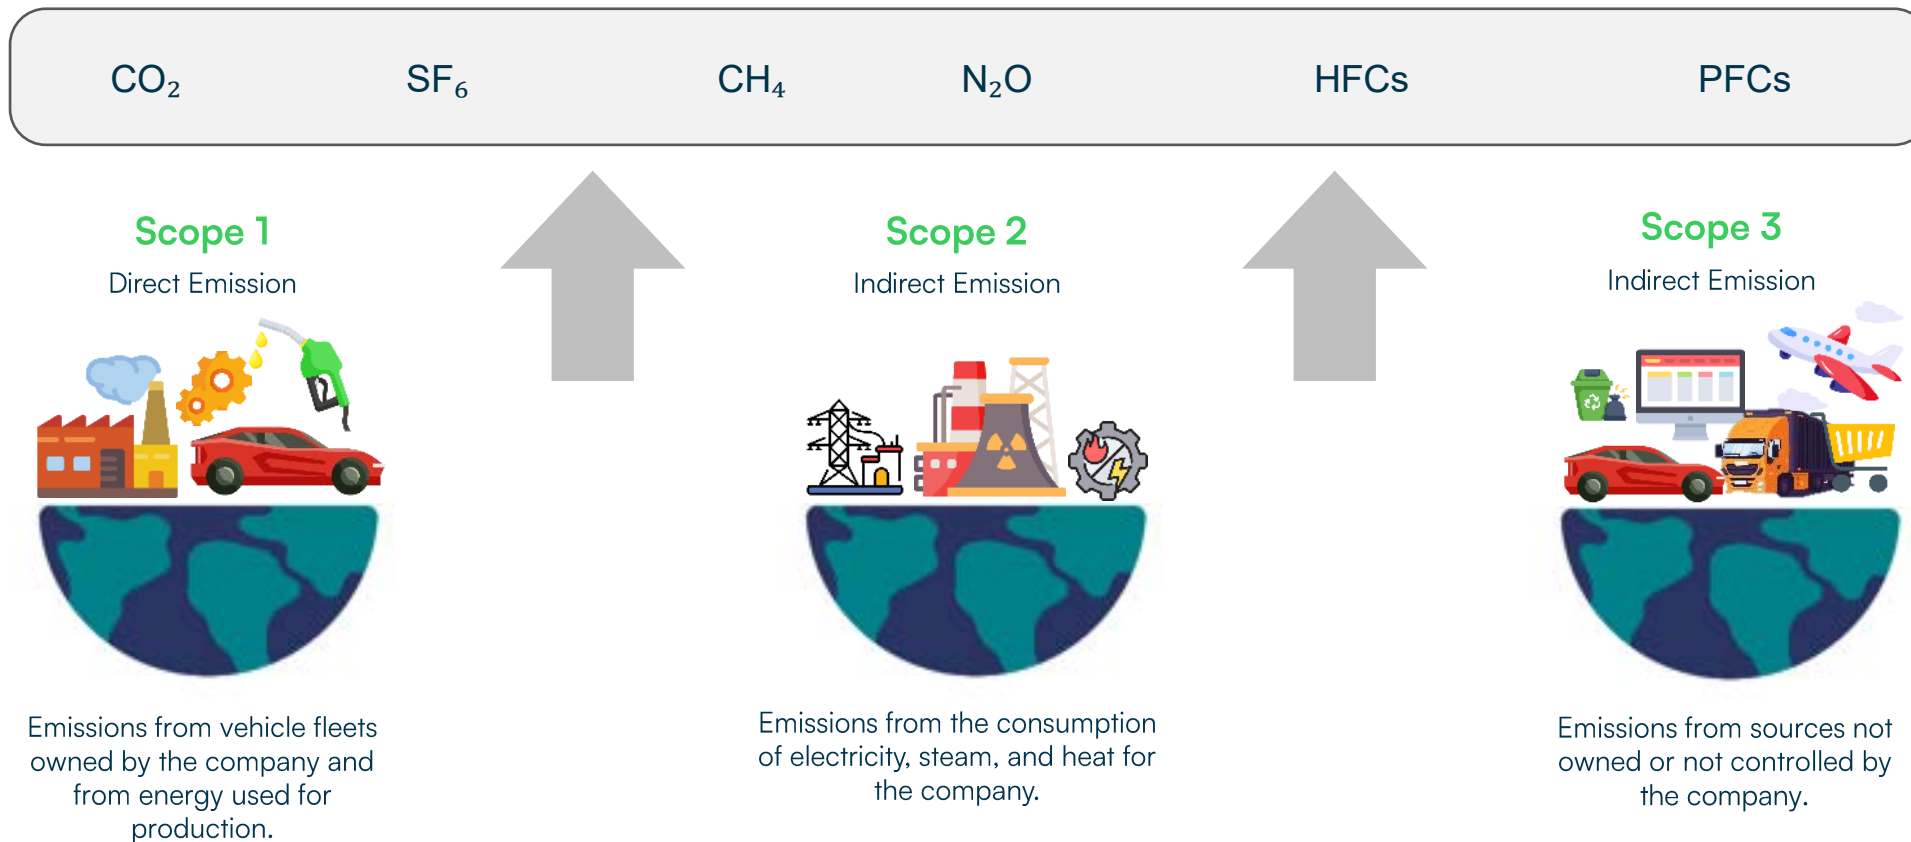 CO₂ SF₆ CH₄ N₂O HFCs PFCs
Scope 1
Direct Emission
Emissions from vehicle fleets
owned by the company and
from energy used for
production.
Scope 2
Indirect Emission
Emissions from the consumption
of electricity, steam, and heat for
the company.
Scope 3
Indirect Emission
Emissions from sources not
owned or not controlled by
the company.